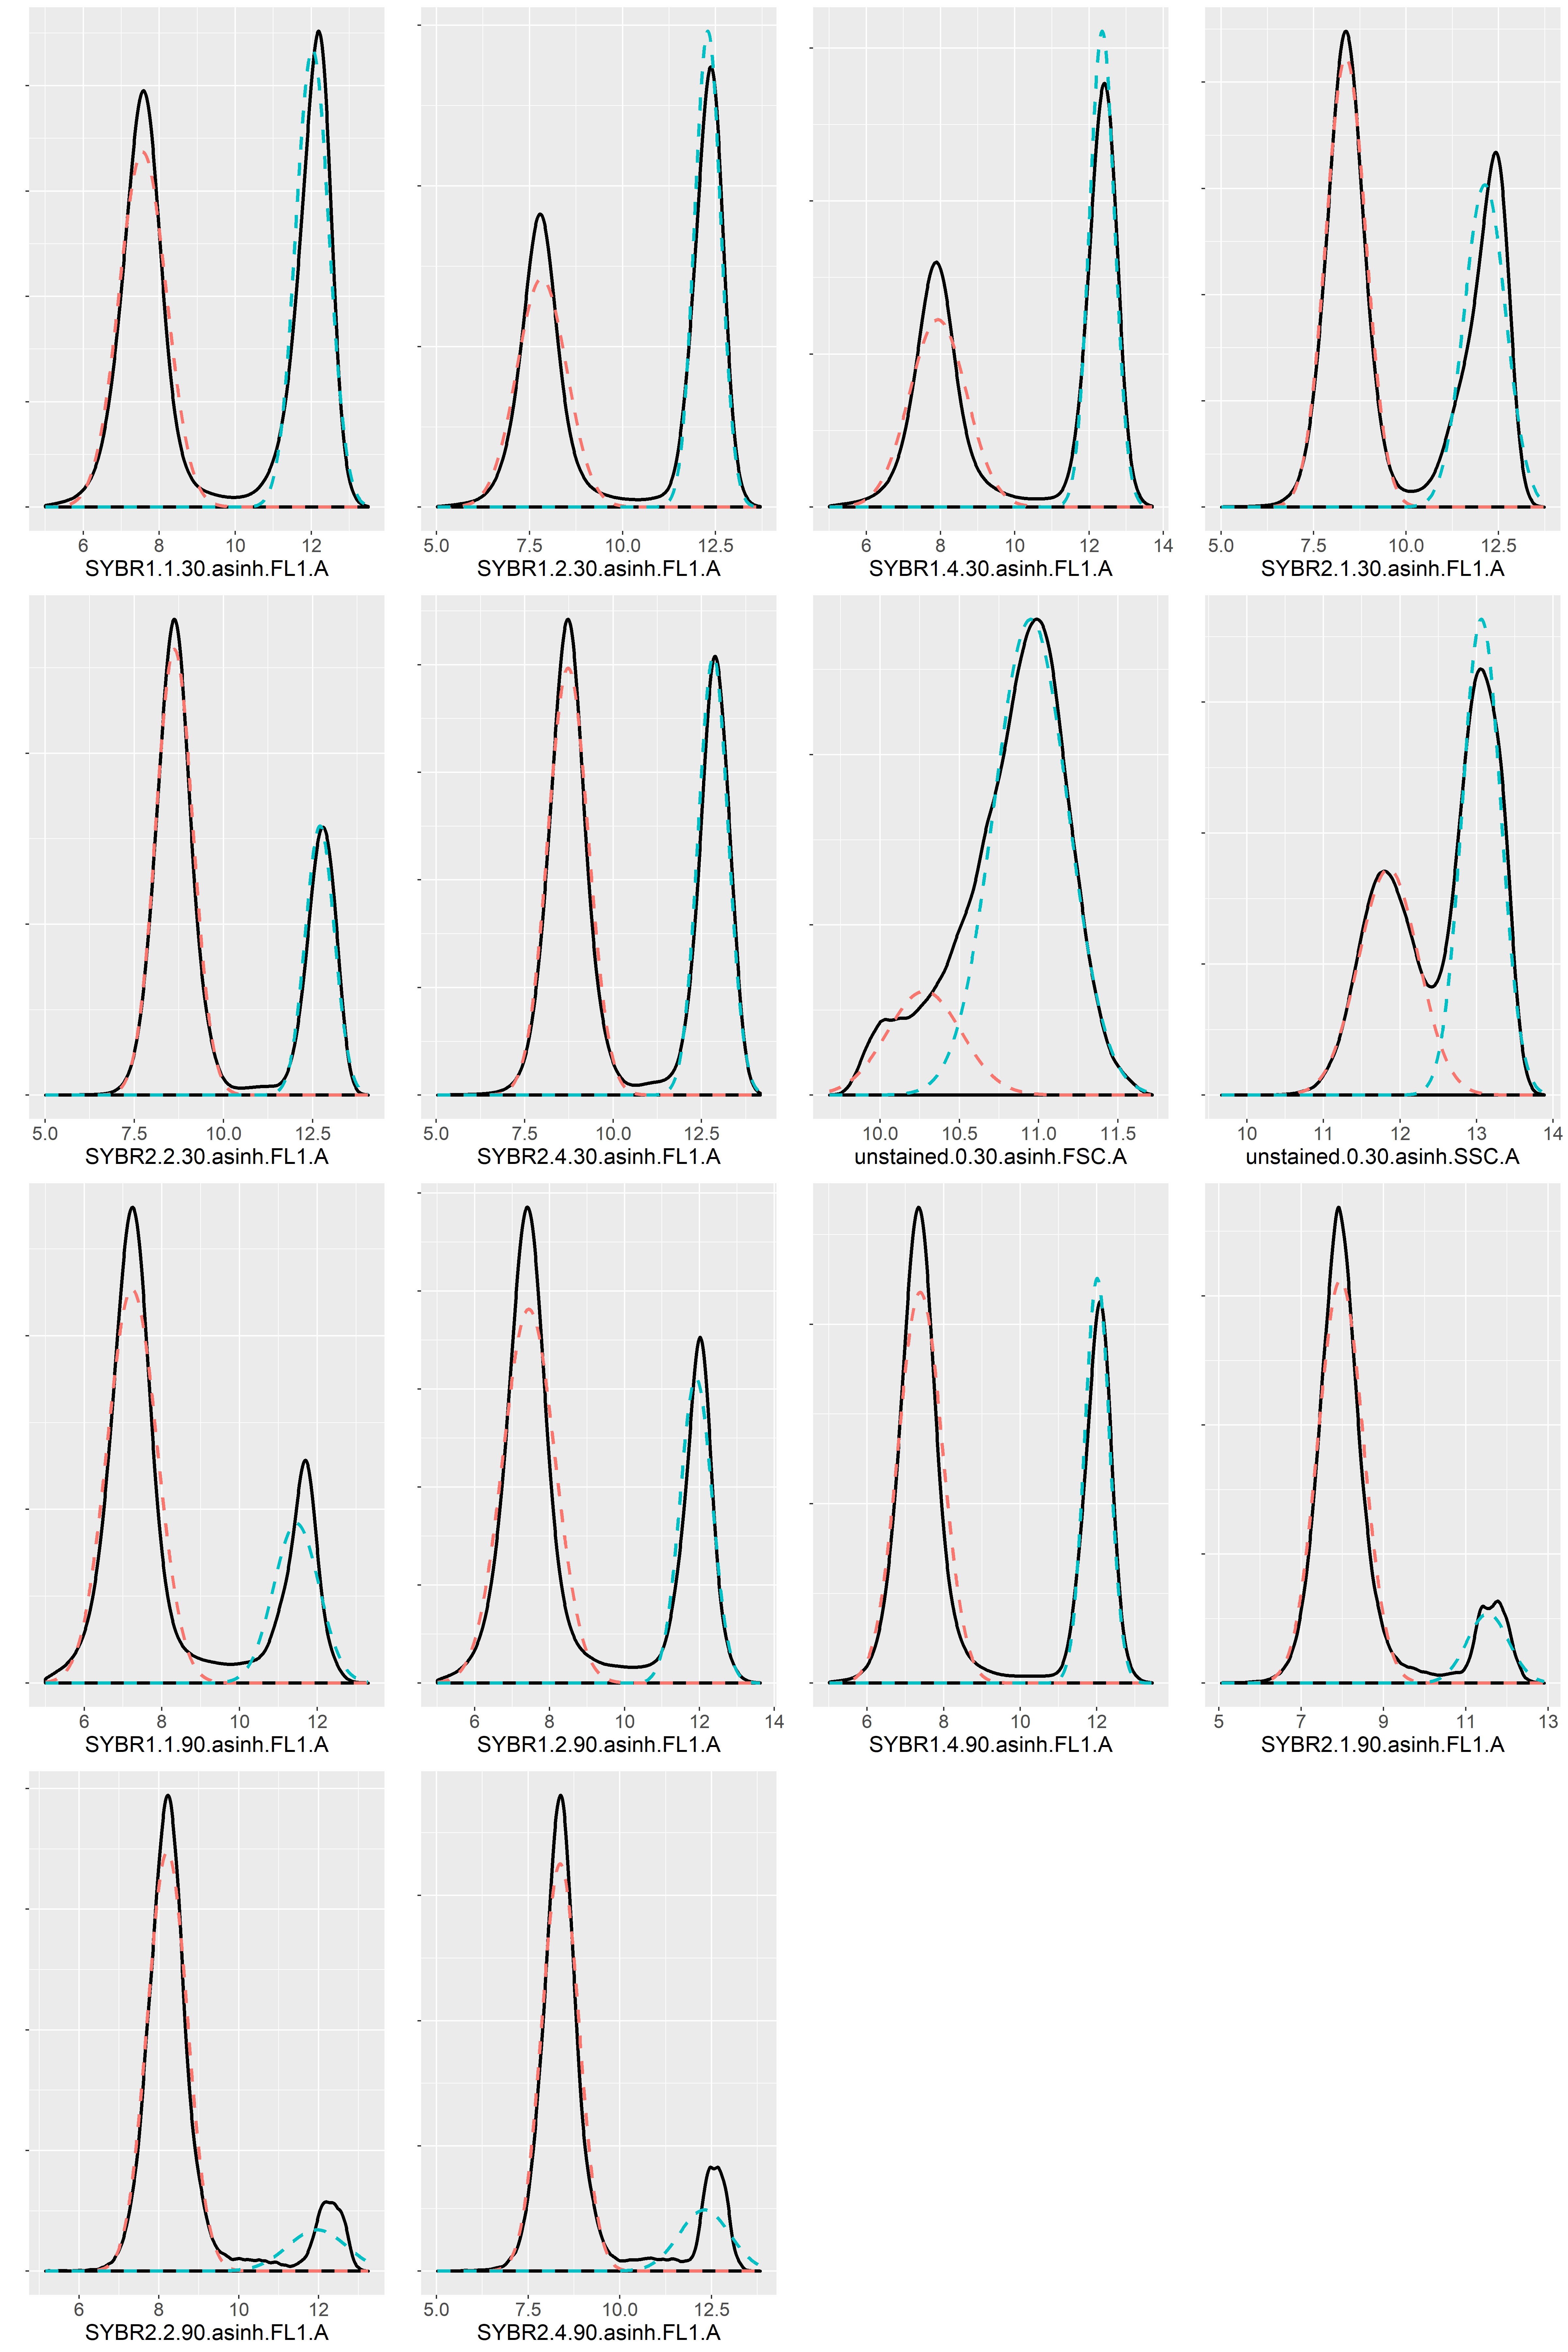 6 8 10 12
SYBR1.1.30.asinh.FL1.A
5.0 7.5 10.0 12.5
SYBR1.2.30.asinh.FL1.A
6 8 10 12 14
SYBR1.4.30.asinh.FL1.A
5.0 7.5 10.0 12.5
SYBR2.1.30.asinh.FL1.A
5.0 7.5 10.0 12.5
SYBR2.2.30.asinh.FL1.A
5.0 7.5 10.0 12.5
SYBR2.4.30.asinh.FL1.A
10.0 10.5 11.0 11.5
unstained.0.30.asinh.FSC.A
10 11 12 13 14
unstained.0.30.asinh.SSC.A
6 8 10 12
SYBR1.1.90.asinh.FL1.A
6 8 10 12 14
SYBR1.2.90.asinh.FL1.A
6 8 10 12
SYBR1.4.90.asinh.FL1.A
5 7 9 11 13
SYBR2.1.90.asinh.FL1.A
6 8 10 12
SYBR2.2.90.asinh.FL1.A
5.0 7.5 10.0 12.5
SYBR2.4.90.asinh.FL1.A